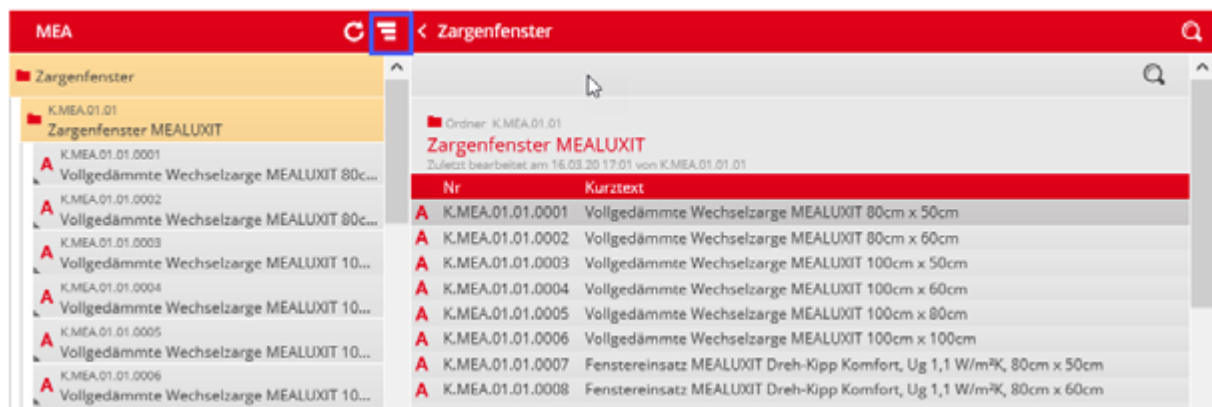 MEA
Zargenfenster
Zargenfenster
K.MEA.01.01
Zargenfenster MEALUXIT
K.MEA.01.01.0001
Vollgedämmte Wechselzarge MEALUXIT 80c...
K.MEA.01.01.0002
Vollgedämmte Wechselzarge MEALUXIT 80c...
K.MEA.01.01.0003
Vollgedämmte Wechselzarge MEALUXIT 10...
K.MEA.01.01.0004
Vollgedämmte Wechselzarge MEALUXIT 10...
K.MEA.01.01.0005
Vollgedämmte Wechselzarge MEALUXIT 10...
K.MEA.01.01.0006
Vollgedämmte Wechselzarge MEALUXIT 10...
Ordner K.MEA.01.01
Zargenfenster MEALUXIT
Zuletzt bearbeitet am 16.03.20 17:01 von K.MEA.01.01.01
Nr Kurztext
A K.MEA.01.01.0001 Vollgedämmte Wechselzarge MEALUXIT 80cm x 50cm
A K.MEA.01.01.0002 Vollgedämmte Wechselzarge MEALUXIT 80cm x 60cm
A K.MEA.01.01.0003 Vollgedämmte Wechselzarge MEALUXIT 100cm x 50cm
A K.MEA.01.01.0004 Vollgedämmte Wechselzarge MEALUXIT 100cm x 60cm
A K.MEA.01.01.0005 Vollgedämmte Wechselzarge MEALUXIT 100cm x 80cm
A K.MEA.01.01.0006 Vollgedämmte Wechselzarge MEALUXIT 100cm x 100cm
A K.MEA.01.01.0007 Fenstereinsatz MEALUXIT Dreh-Kipp Komfort, Ug 1,1 W/m²K, 80cm x 50cm
A K.MEA.01.01.0008 Fenstereinsatz MEALUXIT Dreh-Kipp Komfort, Ug 1,1 W/m²K, 80cm x 60cm